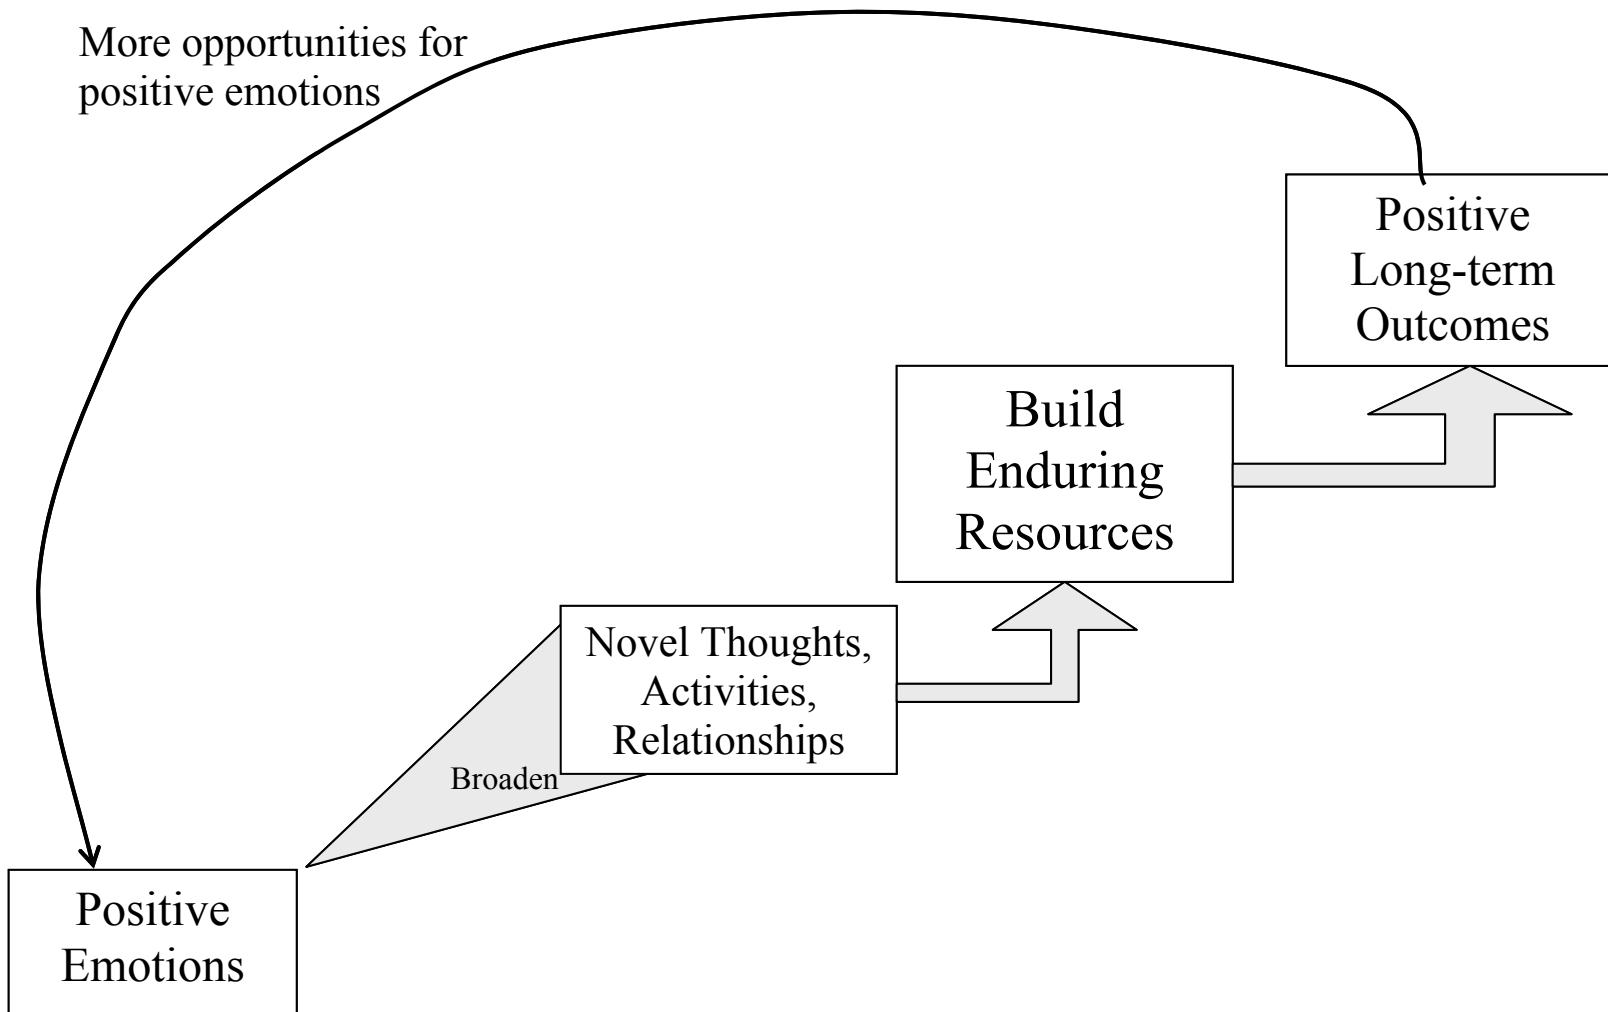 More opportunities for
positive emotions
Positive
Long-term
Outcomes
Build
Enduring
Resources
Novel Thoughts,
Activities,
Relationships
Broaden
Positive
Emotions